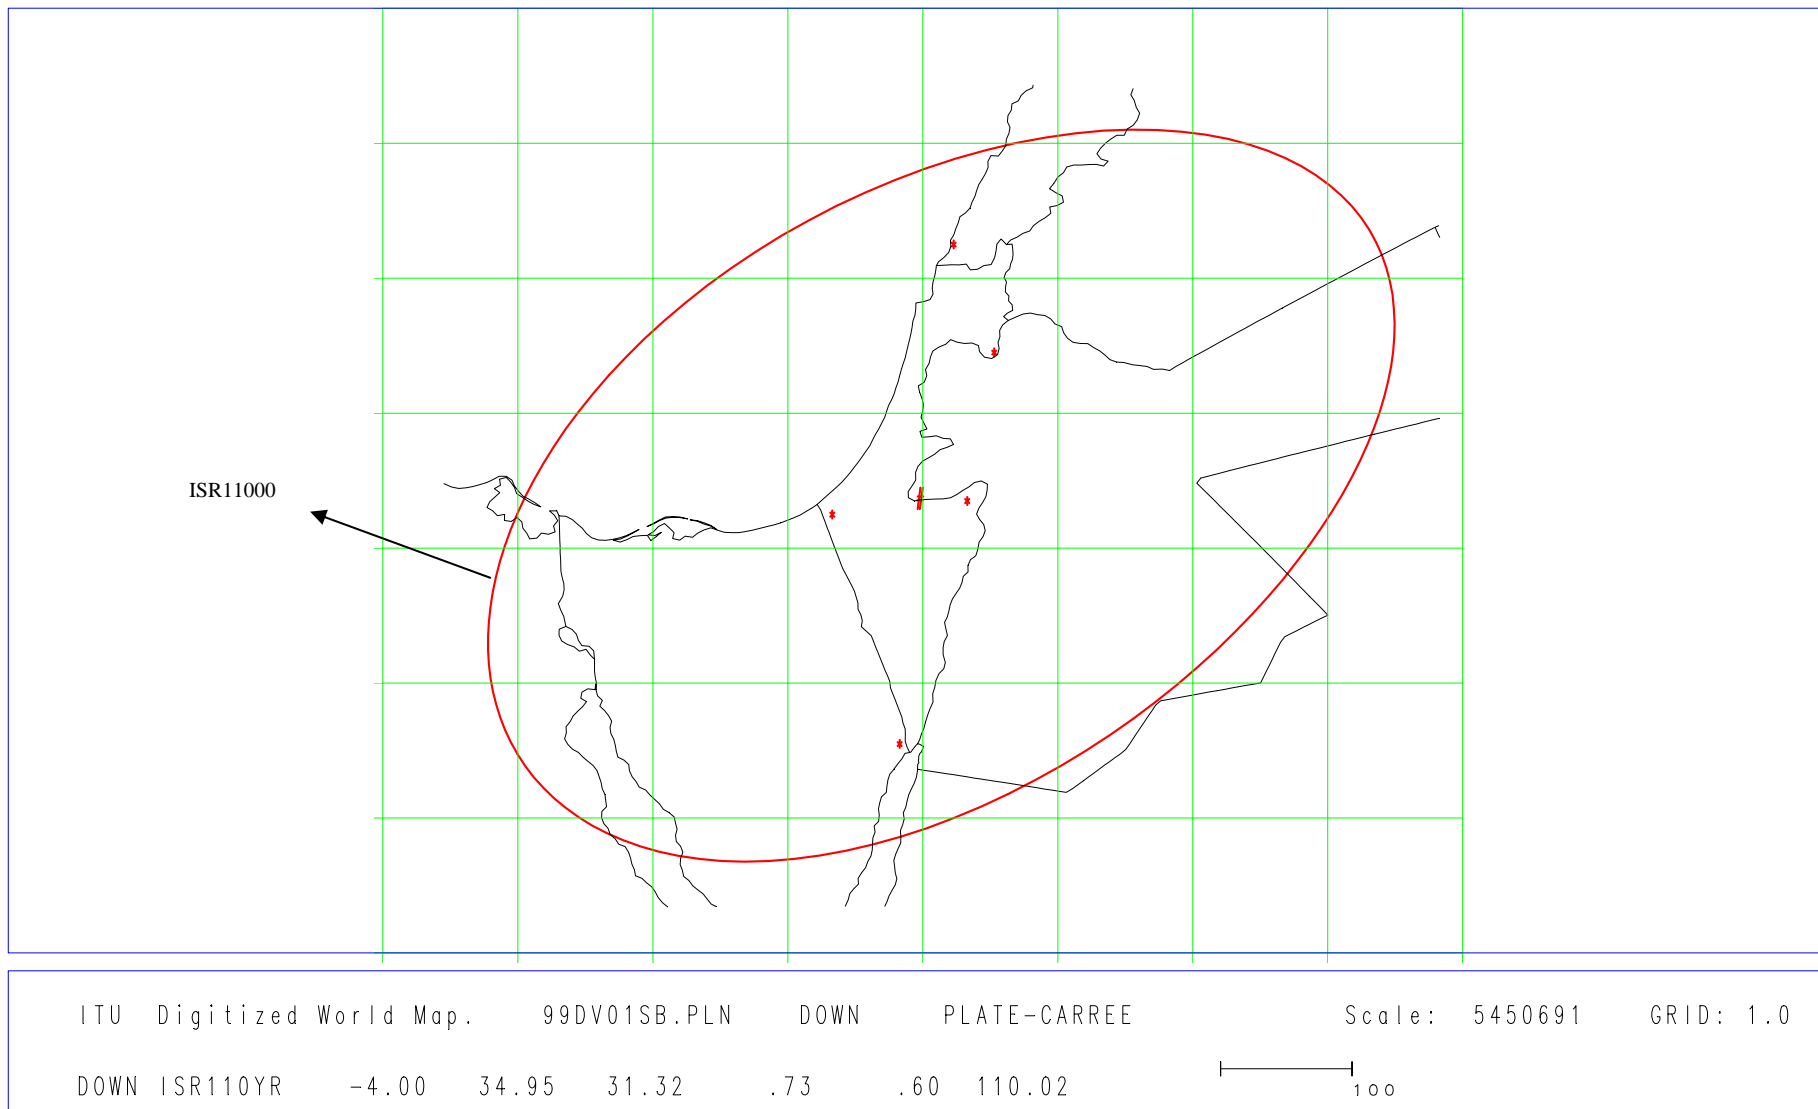 ISR11000
ITU Digitized World Map. 99DV01SB.PLN DOWN PLATE-CARREE Scale: 5450691 GRID: 1.0
DOWN ISR110YR -4.00 34.95 31.32 .73 .60 110.02 100